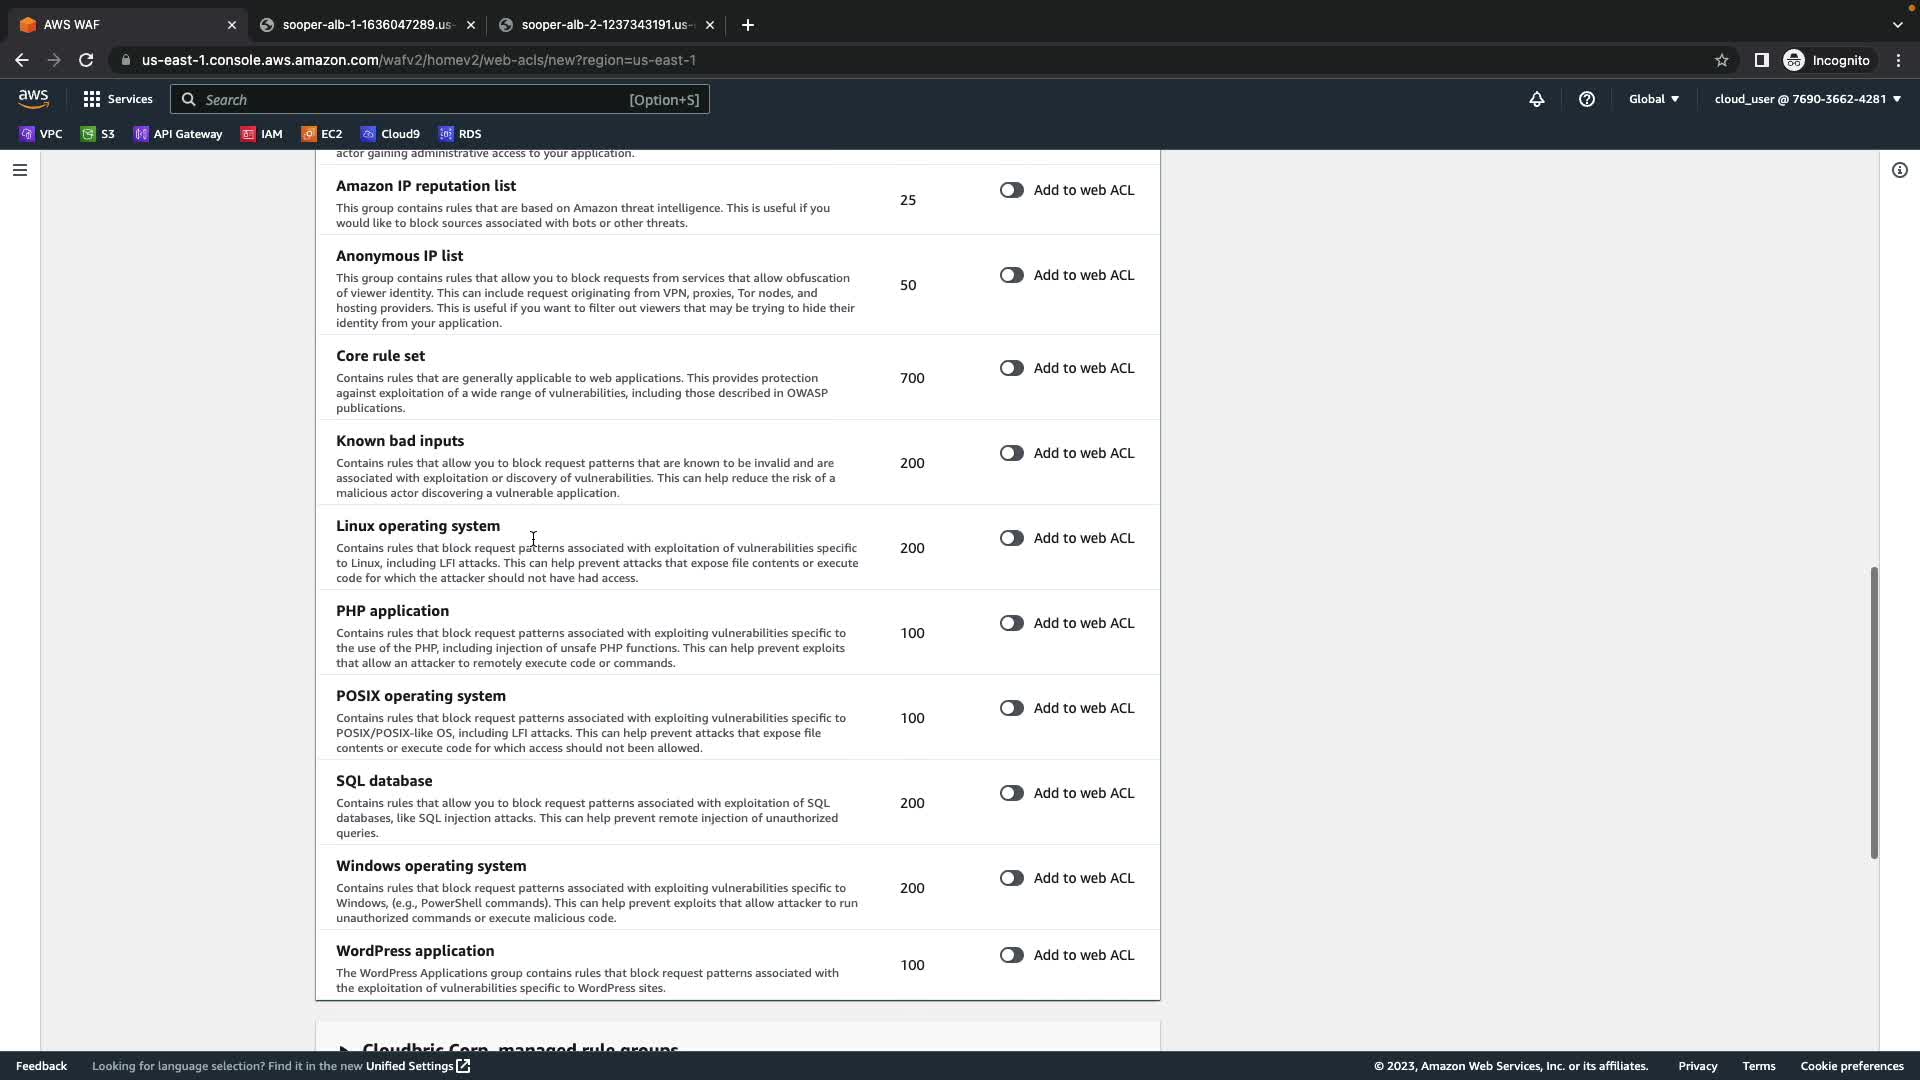 AWS WAF
sooper-alb-1-1636047289.us-
sooper-alb-2-1237343191.us-
us-east-1.console.aws.amazon.com/wafv2/homev2/web-acls/new?region=us-east-1
Incognito
aws
Services
Search
[Option+S]
Global
cloud_user @ 7690-3662-4281
VPC
S3
API Gateway
IAM
EC2
Cloud9
RDS
actor gaining administrative access to your application.
Amazon IP reputation list
This group contains rules that are based on Amazon threat intelligence. This is useful if you
would like to block sources associated with bots or other threats.
25
Add to web ACL
Anonymous IP list
This group contains rules that allow you to block requests from services that allow obfuscation
of viewer identity. This can include request originating from VPN, proxies, Tor nodes, and
hosting providers. This is useful if you want to filter out viewers that may be trying to hide their
identity from your application.
50
Add to web ACL
Core rule set
Contains rules that are generally applicable to web applications. This provides protection
against exploitation of a wide range of vulnerabilities, including those described in OWASP
publications.
700
Add to web ACL
Known bad inputs
Contains rules that allow you to block request patterns that are known to be invalid and are
associated with exploitation or discovery of vulnerabilities. This can help reduce the risk of a
malicious actor discovering a vulnerable application.
200
Add to web ACL
Linux operating system
Contains rules that block request patterns associated with exploitation of vulnerabilities specific
to Linux, including LFI attacks. This can help prevent attacks that expose file contents or execute
code for which the attacker should not have had access.
200
Add to web ACL
PHP application
Contains rules that block request patterns associated with exploiting vulnerabilities specific to
the use of the PHP, including injection of unsafe PHP functions. This can help prevent exploits
that allow an attacker to remotely execute code or commands.
100
Add to web ACL
POSIX operating system
Contains rules that block request patterns associated with exploiting vulnerabilities specific to
POSIX/POSIX-like OS, including LFI attacks. This can help prevent attacks that expose file
contents or execute code for which access should not been allowed.
100
Add to web ACL
SQL database
Contains rules that allow you to block request patterns associated with exploitation of SQL
databases, like SQL injection attacks. This can help prevent remote injection of unauthorized
queries.
200
Add to web ACL
Windows operating system
Contains rules that block request patterns associated with exploiting vulnerabilities specific to
Windows, (e.g., PowerShell commands). This can help prevent exploits that allow attacker to run
unauthorized commands or execute malicious code.
200
Add to web ACL
WordPress application
The WordPress Applications group contains rules that block request patterns associated with
the exploitation of vulnerabilities specific to WordPress sites.
100
Add to web ACL
Cloudbric Corp. managed rule groups
Feedback
Looking for language selection? Find it in the new Unified Settings
© 2023, Amazon Web Services, Inc. or its affiliates.
Privacy
Terms
Cookie preferences